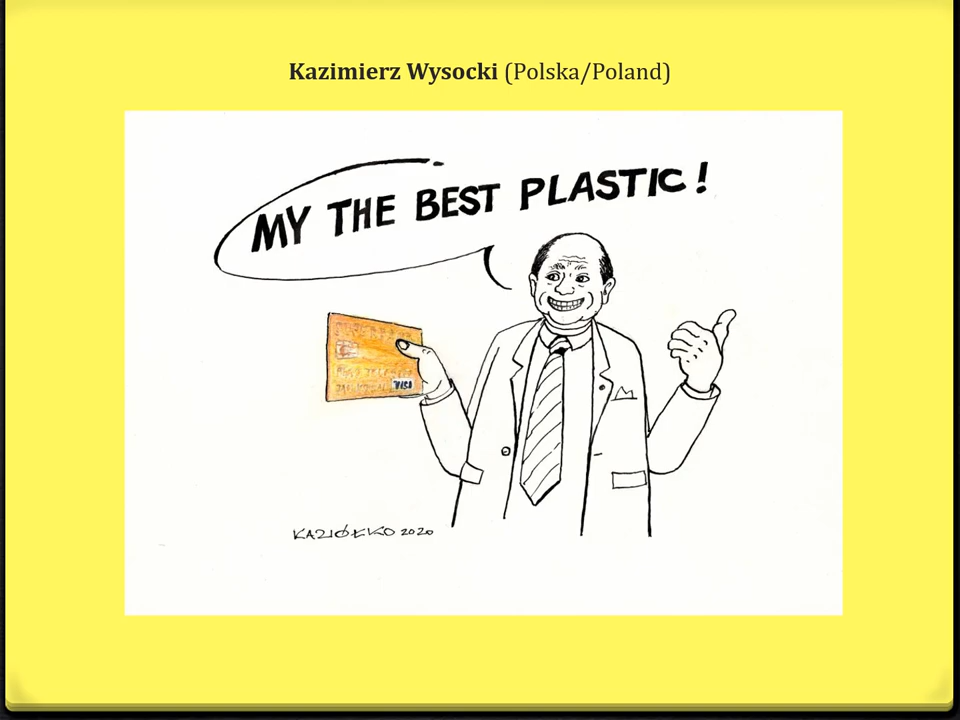 Kazimierz Wysocki (Polska/Poland)
MY THE BEST PLASTIC!
VISA
KAZIÓŁKO 2020